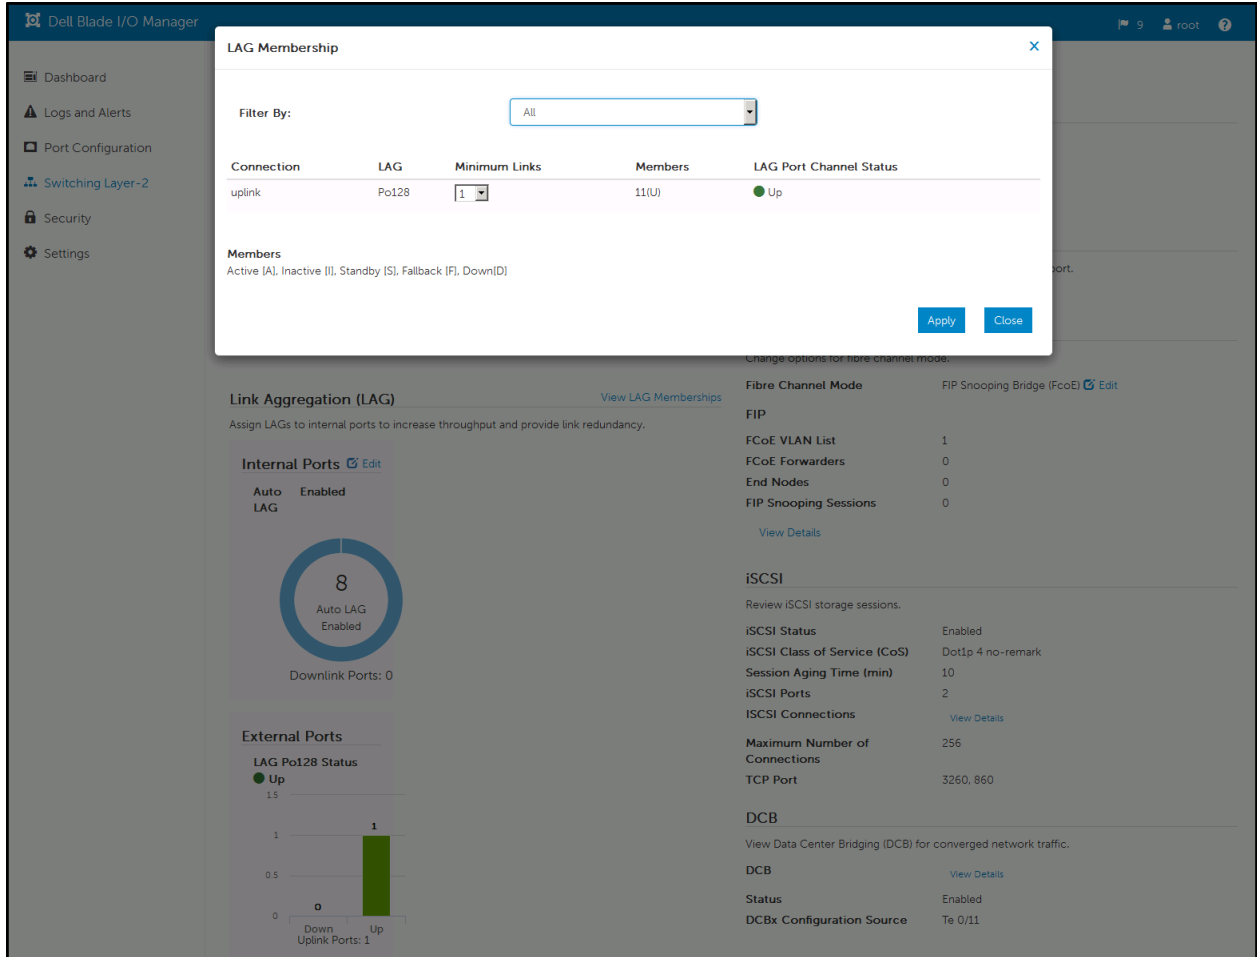 Dell Blade I/O Manager
9 root ?
Dashboard
Logs and Alerts
Port Configuration
Switching Layer-2
Security
Settings
LAG Membership
X
Filter By:
All
Connection LAG Minimum Links Members LAG Port Channel Status
uplink Po128 1 11(U) Up
Members
Active [A], Inactive [I], Standby [S], Fallback [F], Down[D]
Apply Close
port.
Link Aggregation (LAG) View LAG Memberships
Assign LAGs to internal ports to increase throughput and provide link redundancy.
Internal Ports Edit
Auto LAG Enabled
8
Auto LAG
Enabled
Downlink Ports: 0
External Ports
LAG Po128 Status
Up
1.5
1
0.5
0
0
1
Down Up
Uplink Ports: 1
Change options for fibre channel mode.
Fibre Channel Mode FIP Snooping Bridge (FcoE) Edit
FIP
FCoE VLAN List 1
FCoE Forwarders 0
End Nodes 0
FIP Snooping Sessions 0
View Details
iSCSI
Review iSCSI storage sessions.
iSCSI Status Enabled
iSCSI Class of Service (CoS) Dot1p 4 no-remark
Session Aging Time (min) 10
iSCSI Ports 2
ISCSI Connections View Details
Maximum Number of 256
Connections
TCP Port 3260, 860
DCB
View Data Center Bridging (DCB) for converged network traffic.
DCB View Details
Status Enabled
DCBx Configuration Source Te 0/11